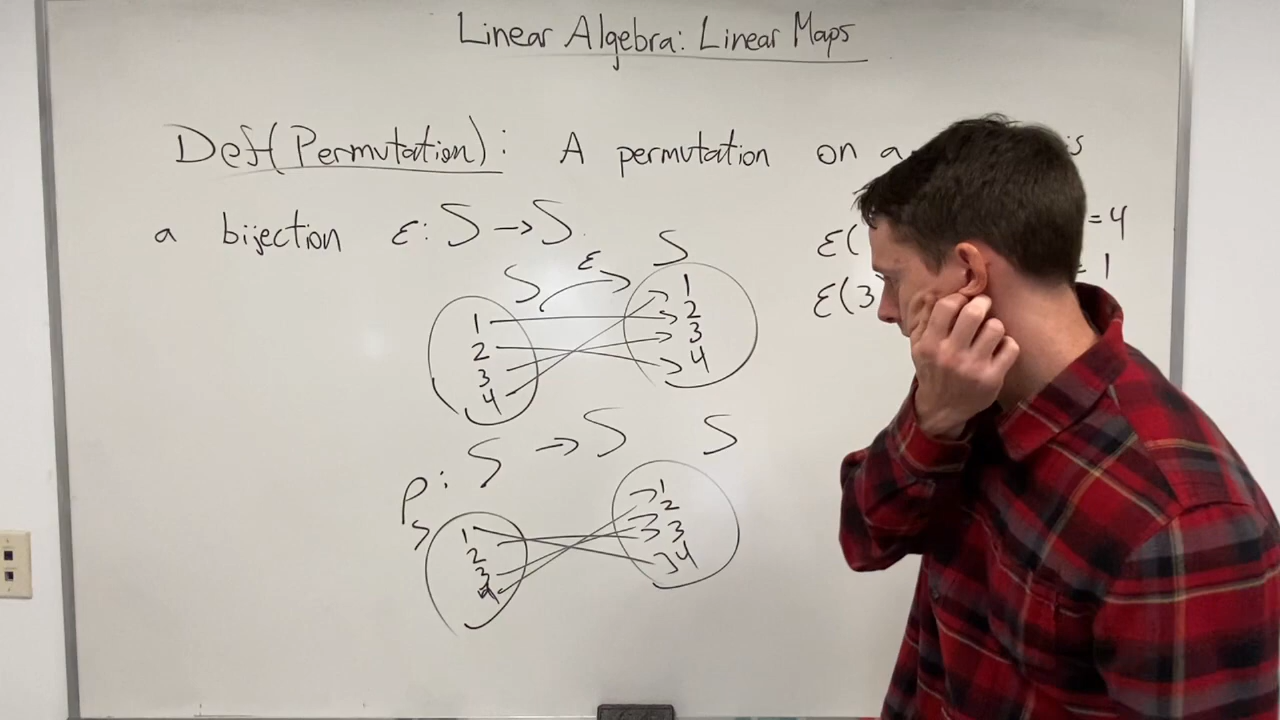 Linear Algebra: Linear Maps
Def(Permutation): A permutation on a is
a bijection ε: S → S
ε( = 4
ε(3 1
S ε S
1 1
2 2
3 3
4 4
ρ: S → S
S S
1 1
2 2
3 3
4 4